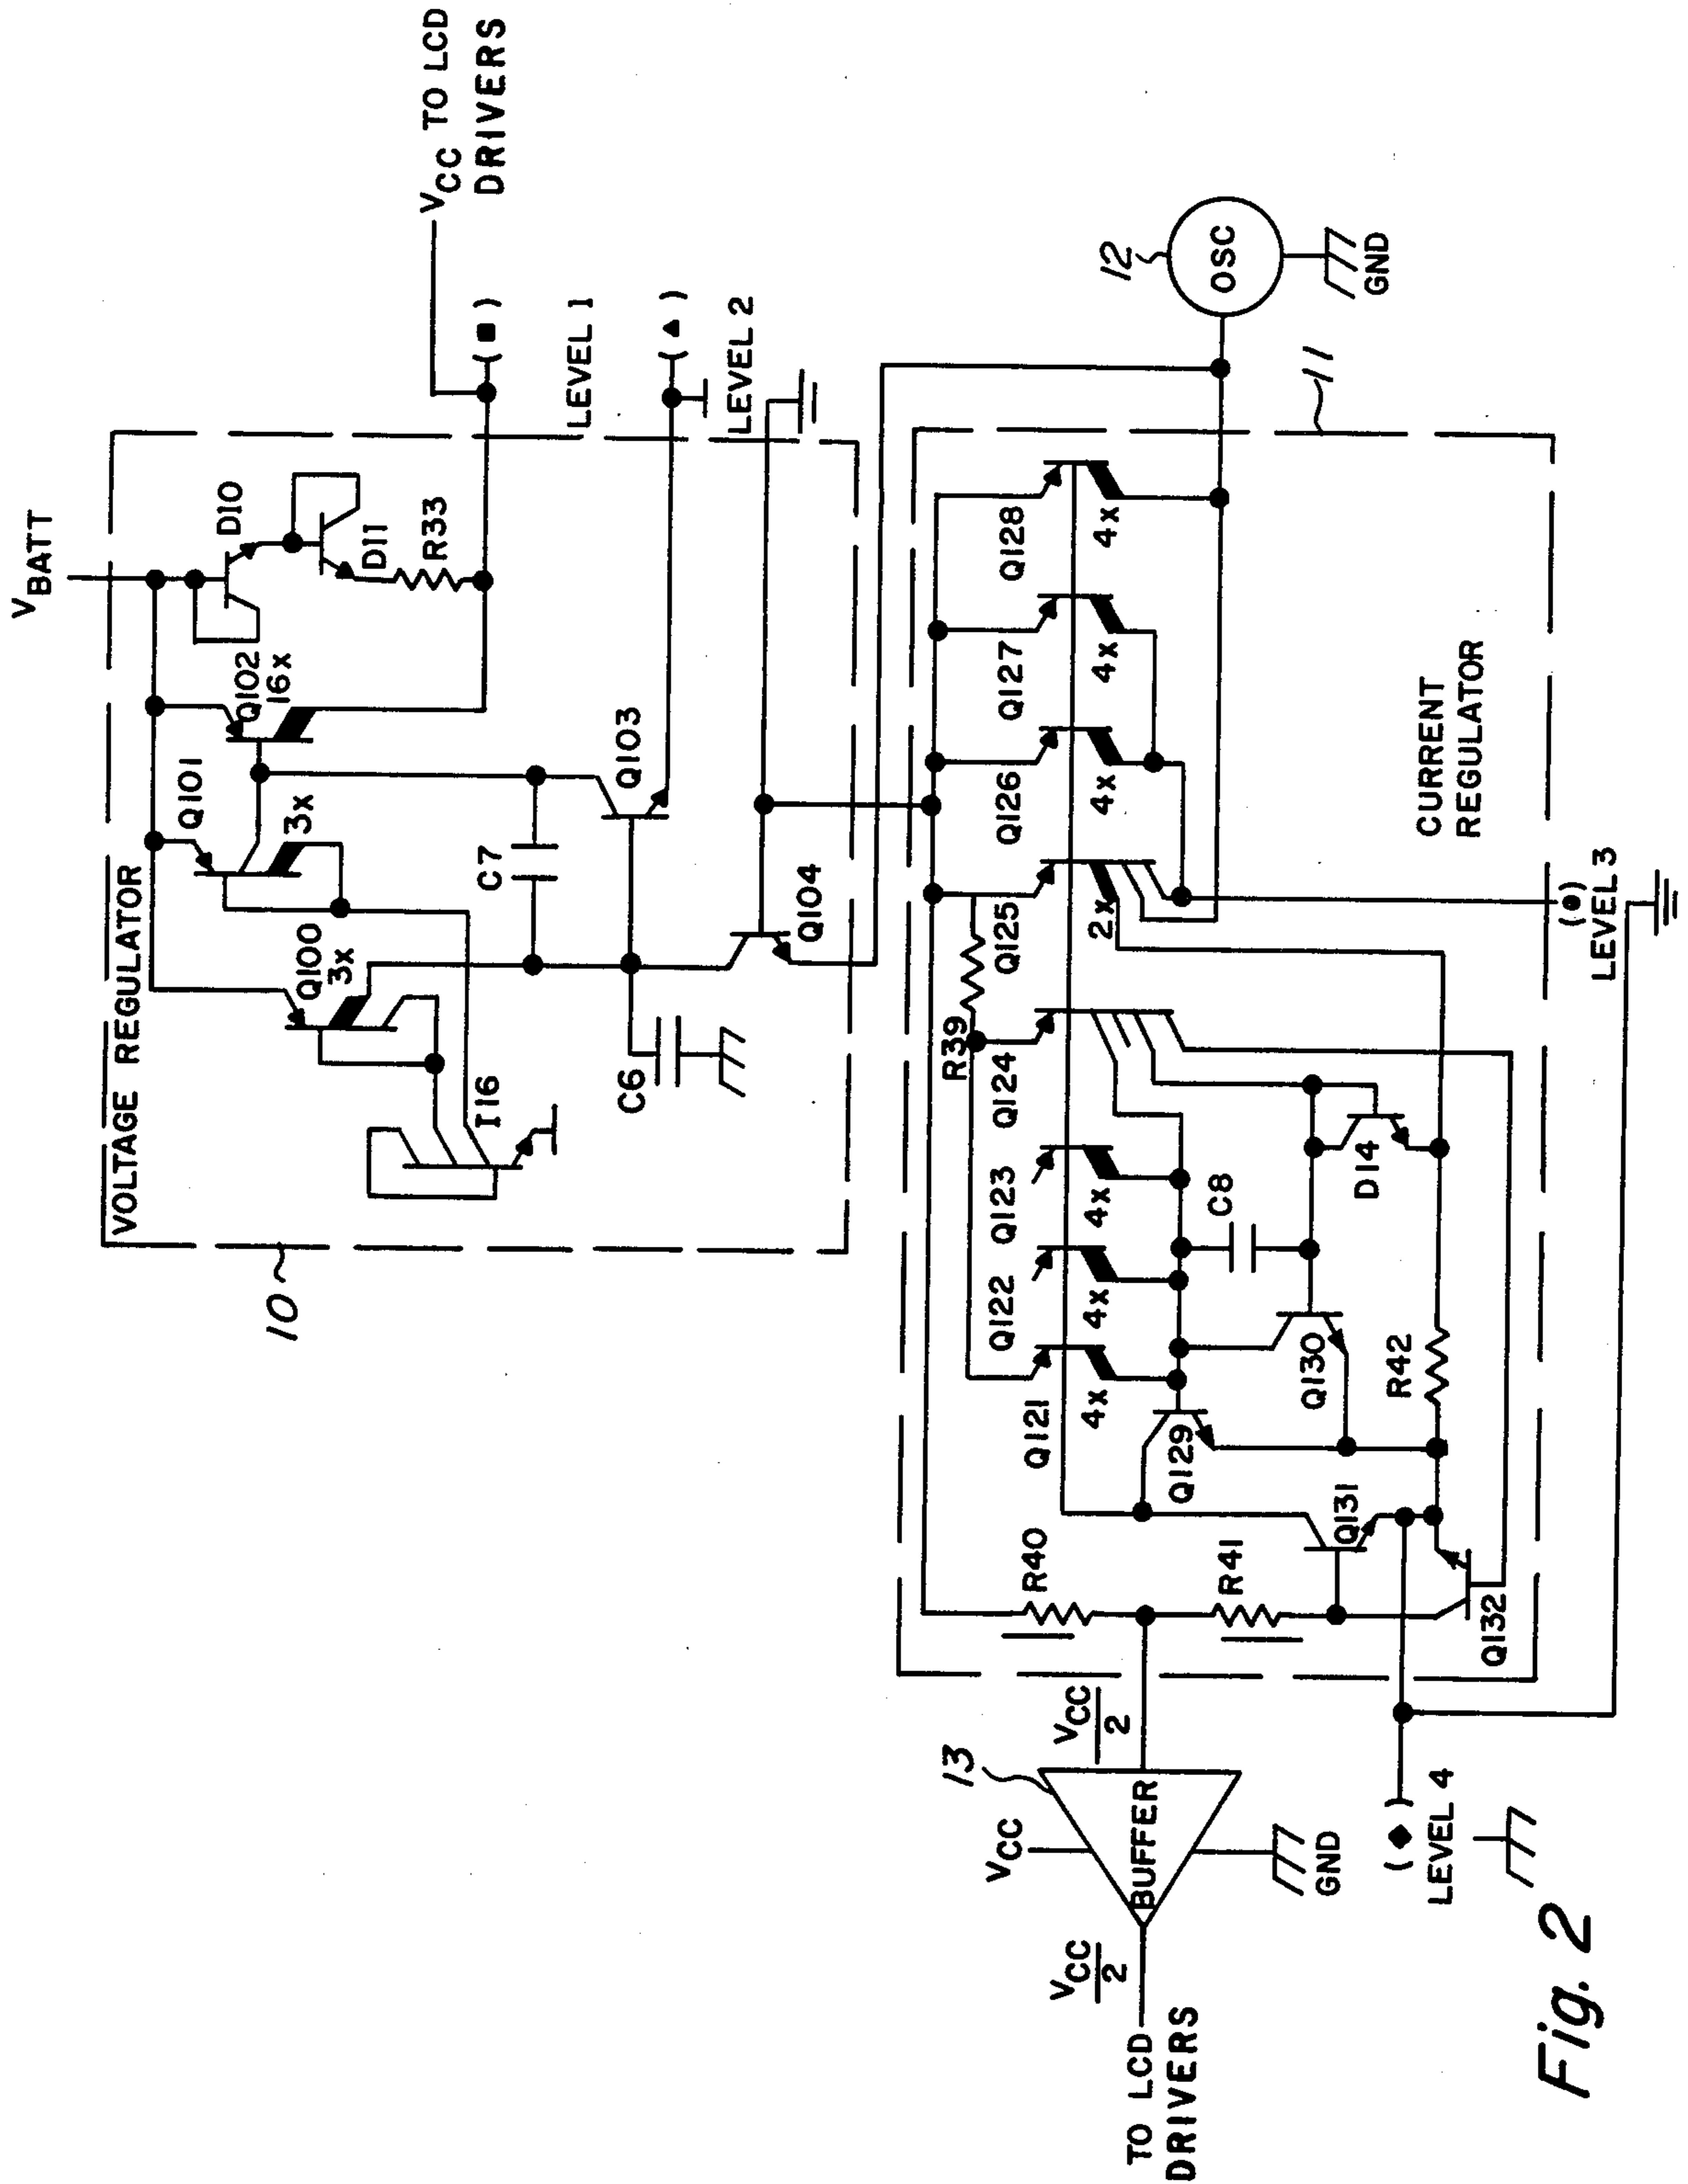 V BATT
VOLTAGE REGULATOR
10
Q100
3x
Q101
3x
Q102
16x
D10
D11
R33
I16
C7
C6
Q103
Q104
VCC TO LCD
DRIVERS
(■)
LEVEL 1
(▲)
LEVEL 2
12
OSC
GND
11
R39
Q121
4x
Q122
4x
Q123
4x
Q124
Q125
2x
Q126
4x
Q127
4x
Q128
4x
R40
R41
Q129
Q130
Q131
Q132
C8
D14
R42
CURRENT
REGULATOR
(●)
LEVEL 3
VCC
2
13
VCC
BUFFER
GND
VCC
2
TO LCD
DRIVERS
(◆)
LEVEL 4
Fig. 2